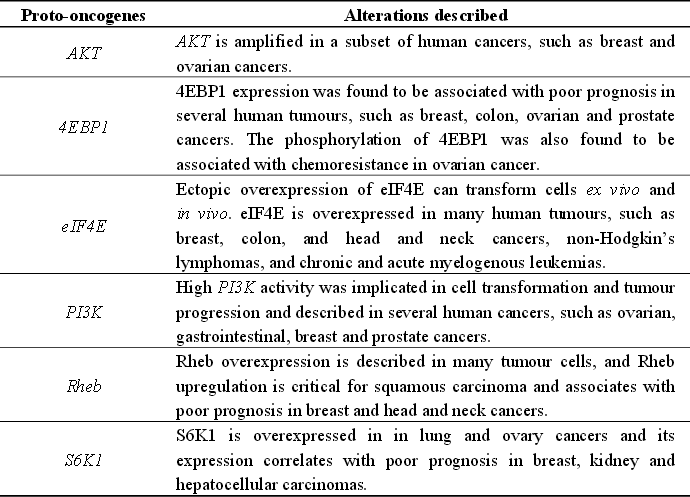 Proto-oncogenes Alterations described
AKT
AKT is amplified in a subset of human cancers, such as breast and
ovarian cancers.
4EBP1
4EBP1 expression was found to be associated with poor prognosis in
several human tumours, such as breast, colon, ovarian and prostate
cancers. The phosphorylation of 4EBP1 was also found to be
associated with chemoresistance in ovarian cancer.
eIF4E
Ectopic overexpression of eIF4E can transform cells ex vivo and
in vivo. eIF4E is overexpressed in many human tumours, such as
breast, colon, and head and neck cancers, non-Hodgkin's
lymphomas, and chronic and acute myelogenous leukemias.
PI3K
High PI3K activity was implicated in cell transformation and tumour
progression and described in several human cancers, such as ovarian,
gastrointestinal, breast and prostate cancers.
Rheb
Rheb overexpression is described in many tumour cells, and Rheb
upregulation is critical for squamous carcinoma and associates with
poor prognosis in breast and head and neck cancers.
S6K1
S6K1 is overexpressed in in lung and ovary cancers and its
expression correlates with poor prognosis in breast, kidney and
hepatocellular carcinomas.